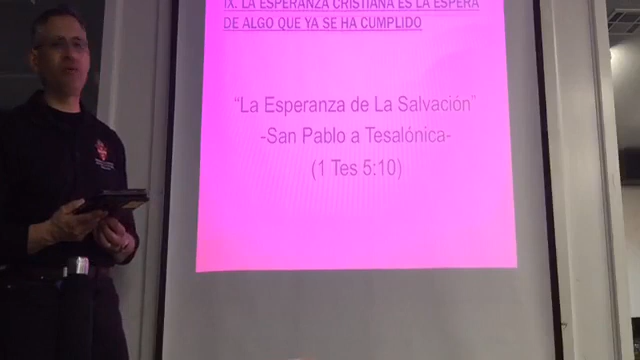 IX. LA ESPERANZA CRISTIANA ES LA ESPERA
DE ALGO QUE YA SE HA CUMPLIDO
“La Esperanza de La Salvación”
-San Pablo a Tesalónica-
(1 Tes 5:10)